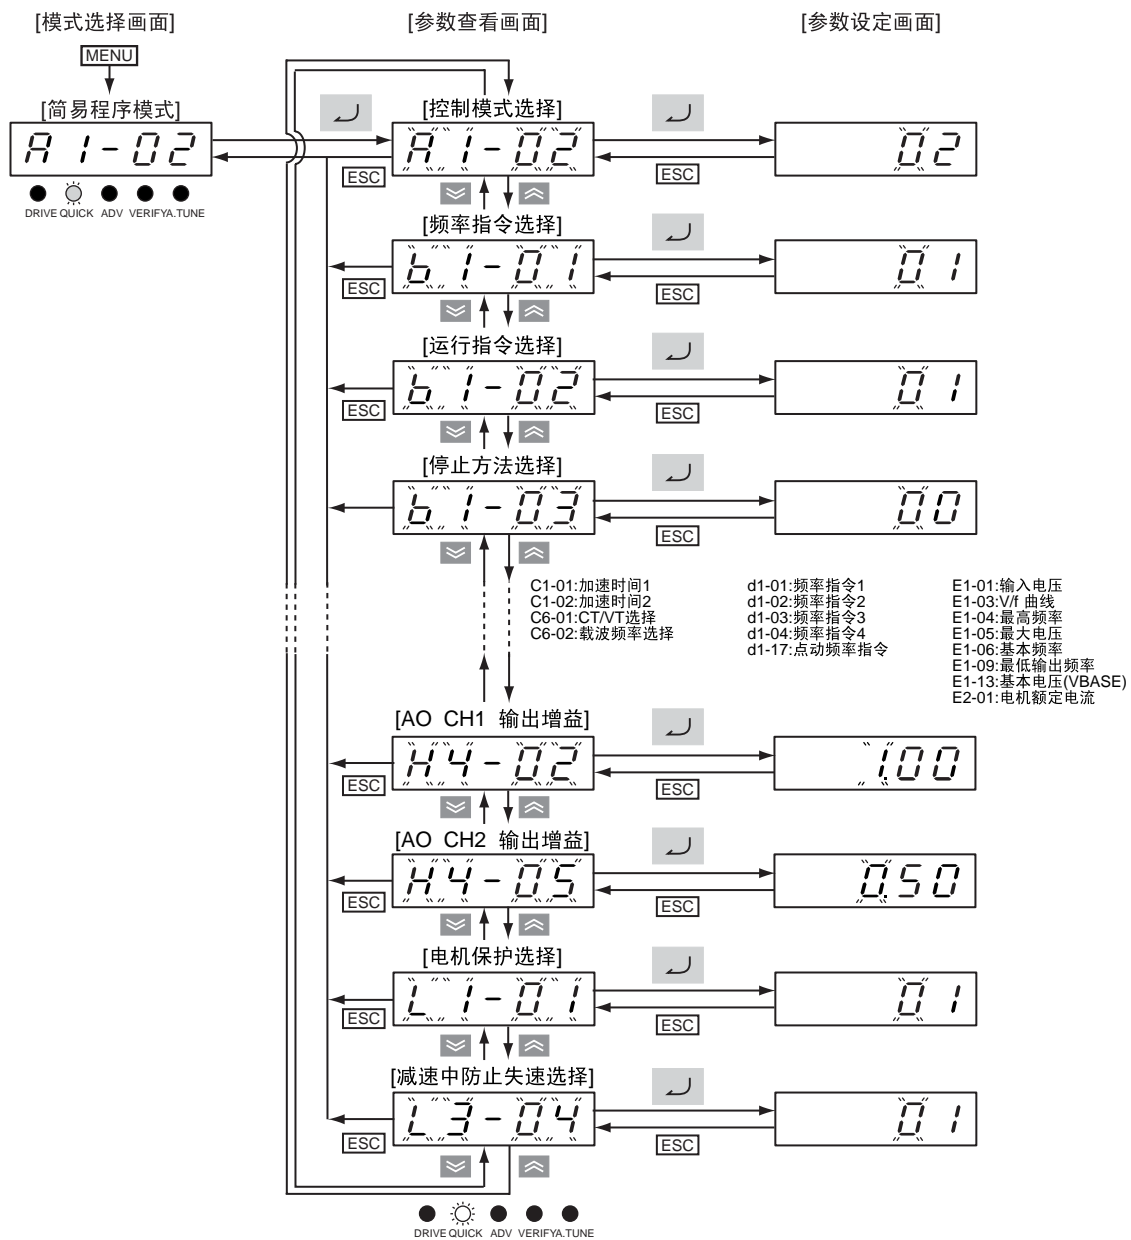 [模式选择画面] [参数查看画面] [参数设定画面]
MENU
[简易程序模式] [控制模式选择]
A1-02 A1-02 02
ESC ESC
DRIVE QUICK ADV VERIFY A.TUNE
[频率指令选择]
b1-01 01
ESC ESC
[运行指令选择]
b1-02 01
ESC ESC
[停止方法选择]
b1-03 00
ESC
C1-01:加速时间1 d1-01:频率指令1 E1-01:输入电压
C1-02:加速时间2 d1-02:频率指令2 E1-03:V/f 曲线
C6-01:CT/VT选择 d1-03:频率指令3 E1-04:最高频率
C6-02:载波频率选择 d1-04:频率指令4 E1-05:最大电压
d1-17:点动频率指令 E1-06:基本频率
E1-09:最低输出频率
E1-13:基本电压(VBASE)
E2-01:电机额定电流
[AO CH1 输出增益]
H4-02 1.00
ESC ESC
[AO CH2 输出增益]
H4-05 0.50
ESC ESC
[电机保护选择]
L1-01 01
ESC ESC
[减速中防止失速选择]
L3-04 01
ESC ESC
DRIVE QUICK ADV VERIFY A.TUNE